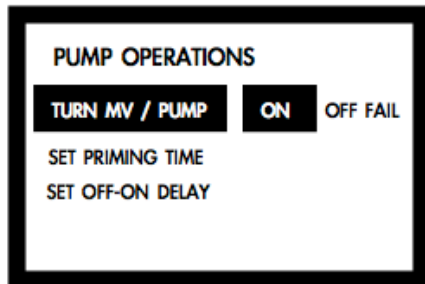 PUMP OPERATIONS
TURN MV / PUMP ON OFF FAIL
SET PRIMING TIME
SET OFF-ON DELAY